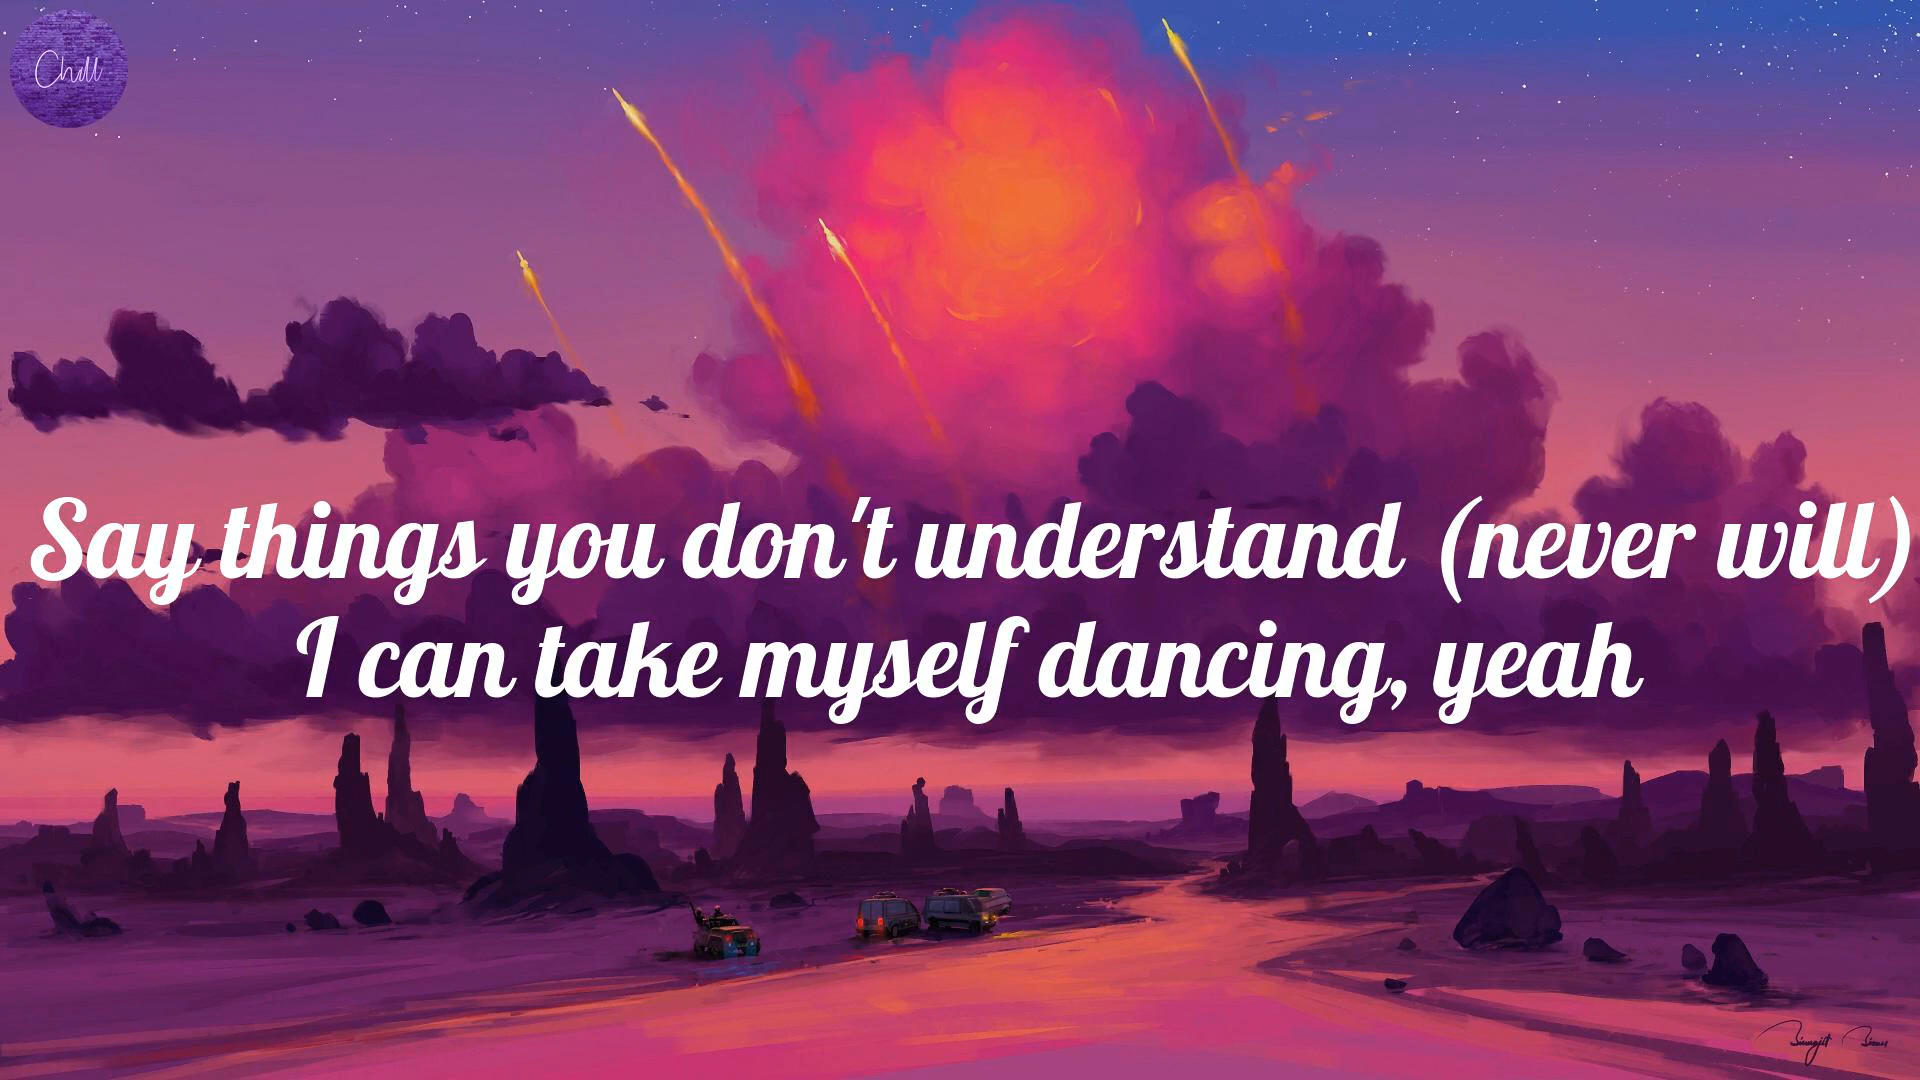 Chill
Say things you don't understand (never will)
I can take myself dancing, yeah